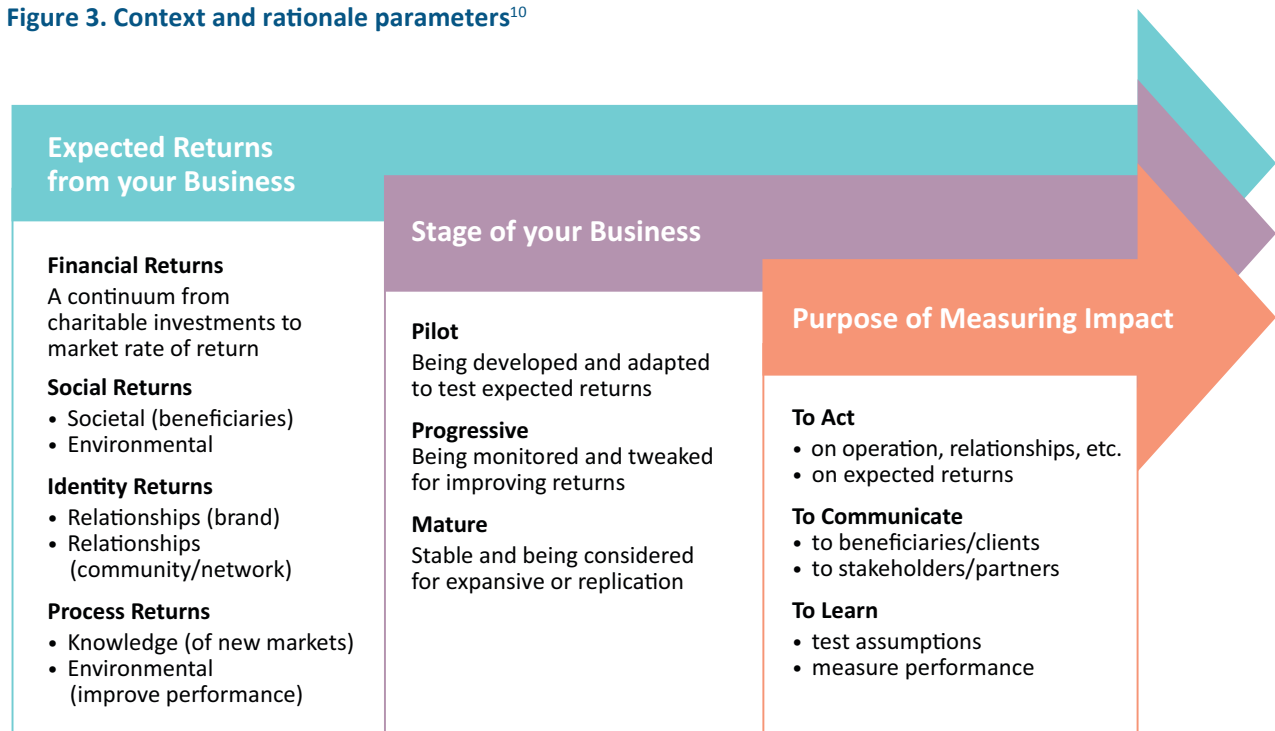 Figure 3. Context and rationale parameters10
Expected Returns
from your Business
Financial Returns
A continuum from
charitable investments to
market rate of return
Social Returns
• Societal (beneficiaries)
• Environmental
Identity Returns
• Relationships (brand)
• Relationships
(community/network)
Process Returns
• Knowledge (of new markets)
• Environmental
(improve performance)
Stage of your Business
Pilot
Being developed and adapted
to test expected returns
Progressive
Being monitored and tweaked
for improving returns
Mature
Stable and being considered
for expansive or replication
Purpose of Measuring Impact
To Act
• on operation, relationships, etc.
• on expected returns
To Communicate
• to beneficiaries/clients
• to stakeholders/partners
To Learn
• test assumptions
• measure performance